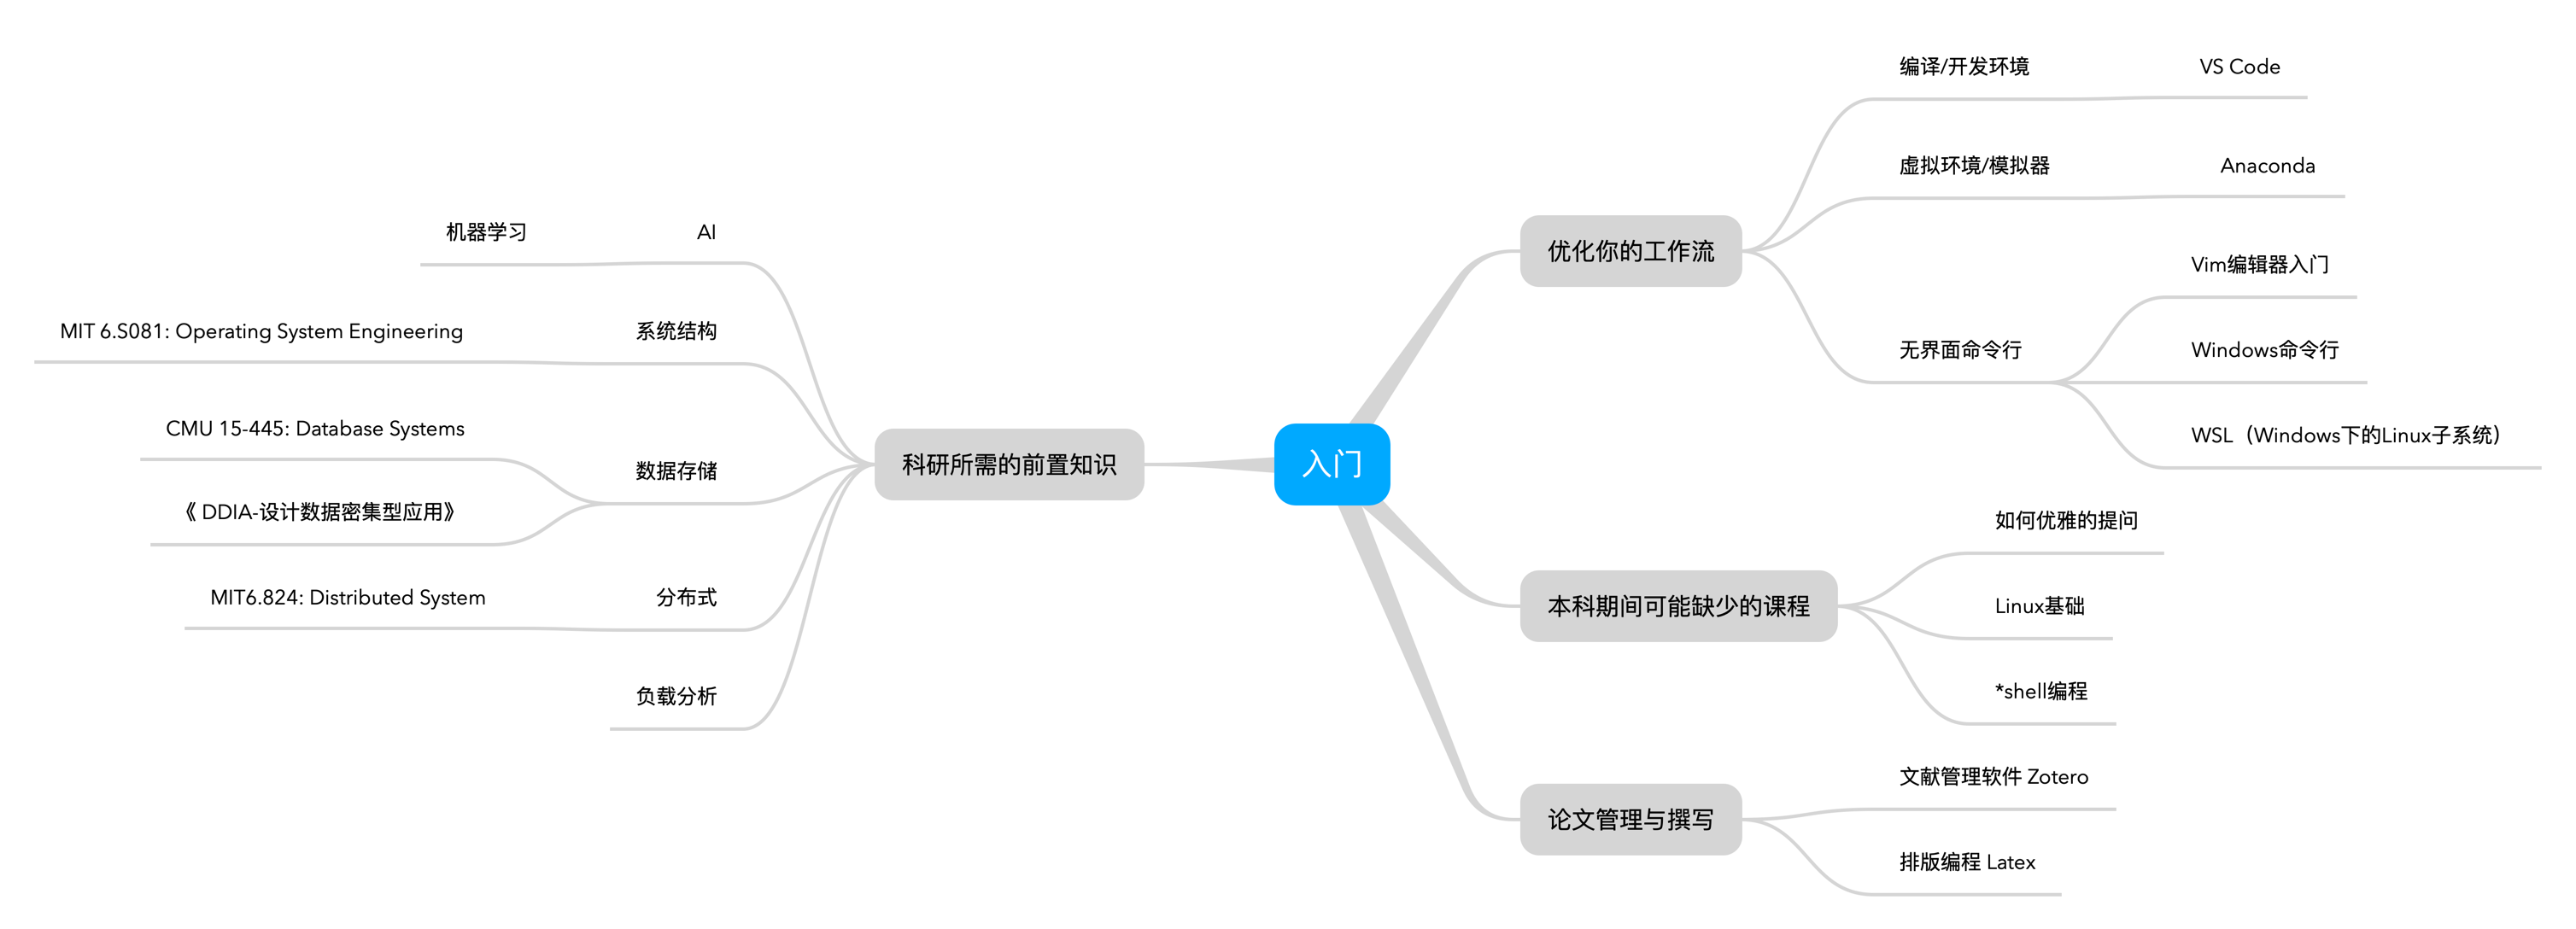 入门
优化你的工作流
编译/开发环境
VS Code
虚拟环境/模拟器
Anaconda
无界面命令行
Vim编辑器入门
Windows命令行
WSL（Windows下的Linux子系统）
本科期间可能缺少的课程
如何优雅的提问
Linux基础
*shell编程
论文管理与撰写
文献管理软件 Zotero
排版编程 Latex
科研所需的前置知识
AI
机器学习
系统结构
MIT 6.S081: Operating System Engineering
数据存储
CMU 15-445: Database Systems
《 DDIA-设计数据密集型应用》
分布式
MIT6.824: Distributed System
负载分析